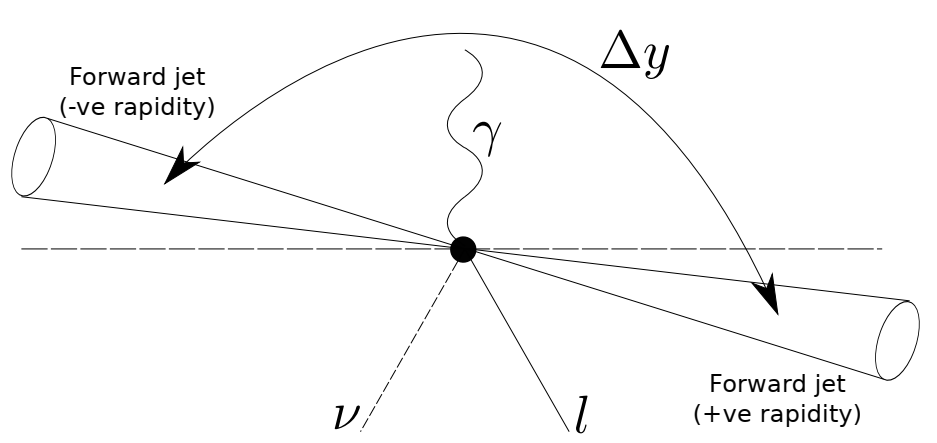 Δy
Forward jet
(-ve rapidity)
γ
Forward jet
(+ve rapidity)
ν
l